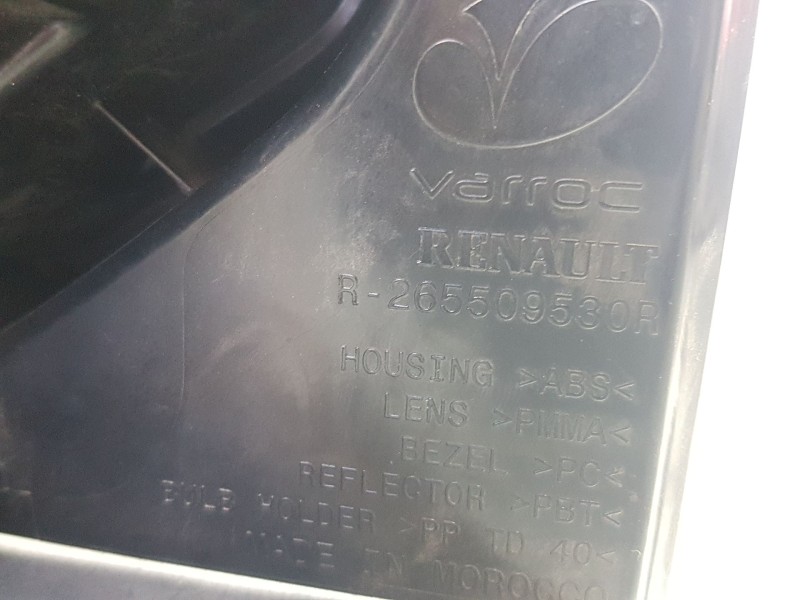 varroc
RENAULT
R-265509530R
HOUSING >ABS<
LENS >PMMA<
BEZEL >PC<
REFLECTOR >PBT<
BULB HOLDER >PP TD 40<
MADE IN MOROCCO